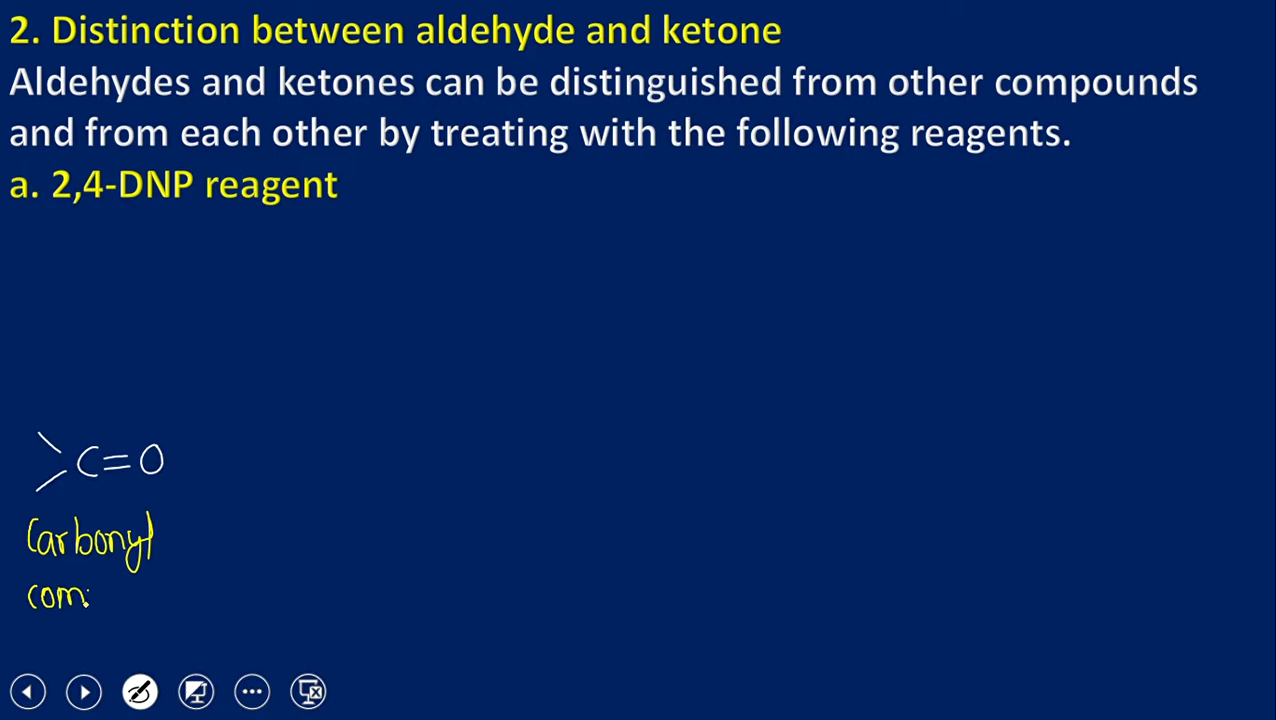 2. Distinction between aldehyde and ketone
Aldehydes and ketones can be distinguished from other compounds
and from each other by treating with the following reagents.
a. 2,4-DNP reagent
>C=O
Carbonyl
com